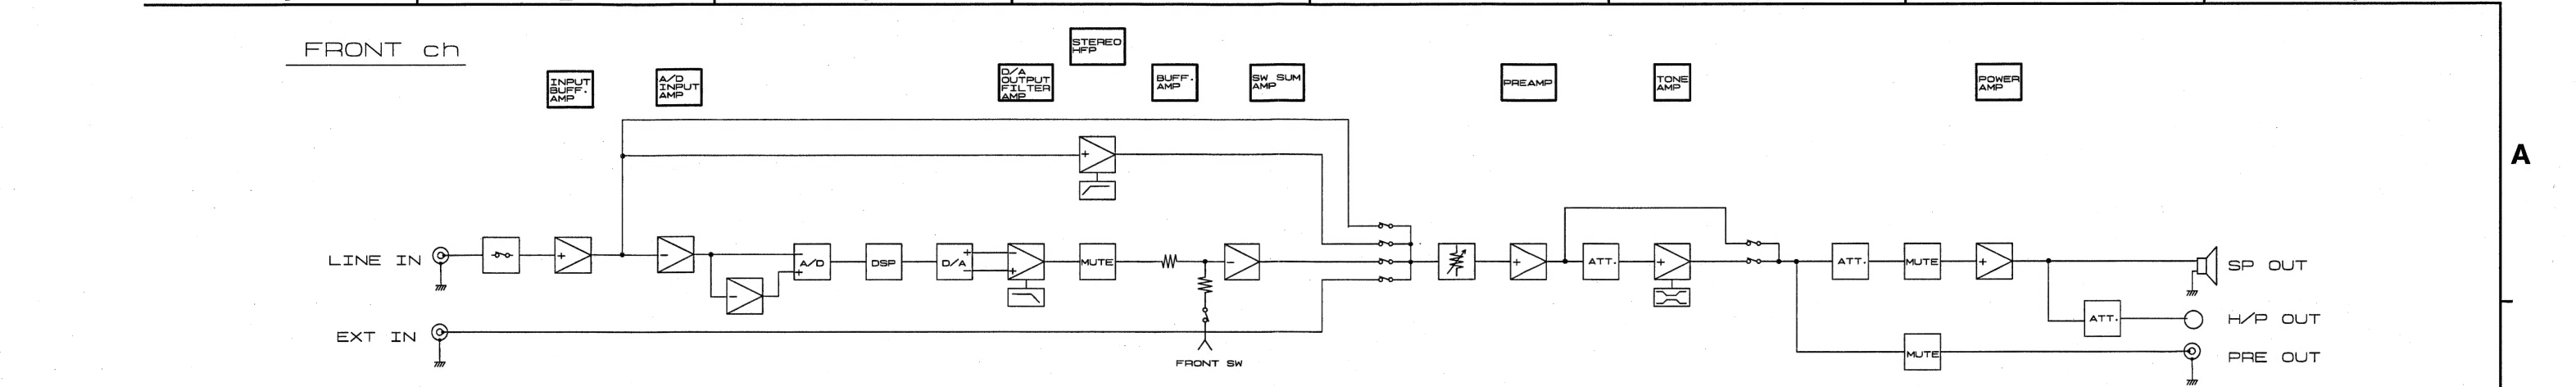 FRONT ch
STEREO
HFP
INPUT
BUFF.
AMP
A/D
INPUT
AMP
D/A
OUTPUT
FILTER
AMP
BUFF.
AMP
SW SUM
AMP
PREAMP
TONE
AMP
POWER
AMP
A
+
LINE IN
+
−
A/D
−
+
DSP
D/A
+
−
−
+
MUTE
−
+
ATT.
+
ATT.
MUTE
+
SP OUT
−
ATT.
H/P OUT
EXT IN
FRONT SW
MUTE
PRE OUT